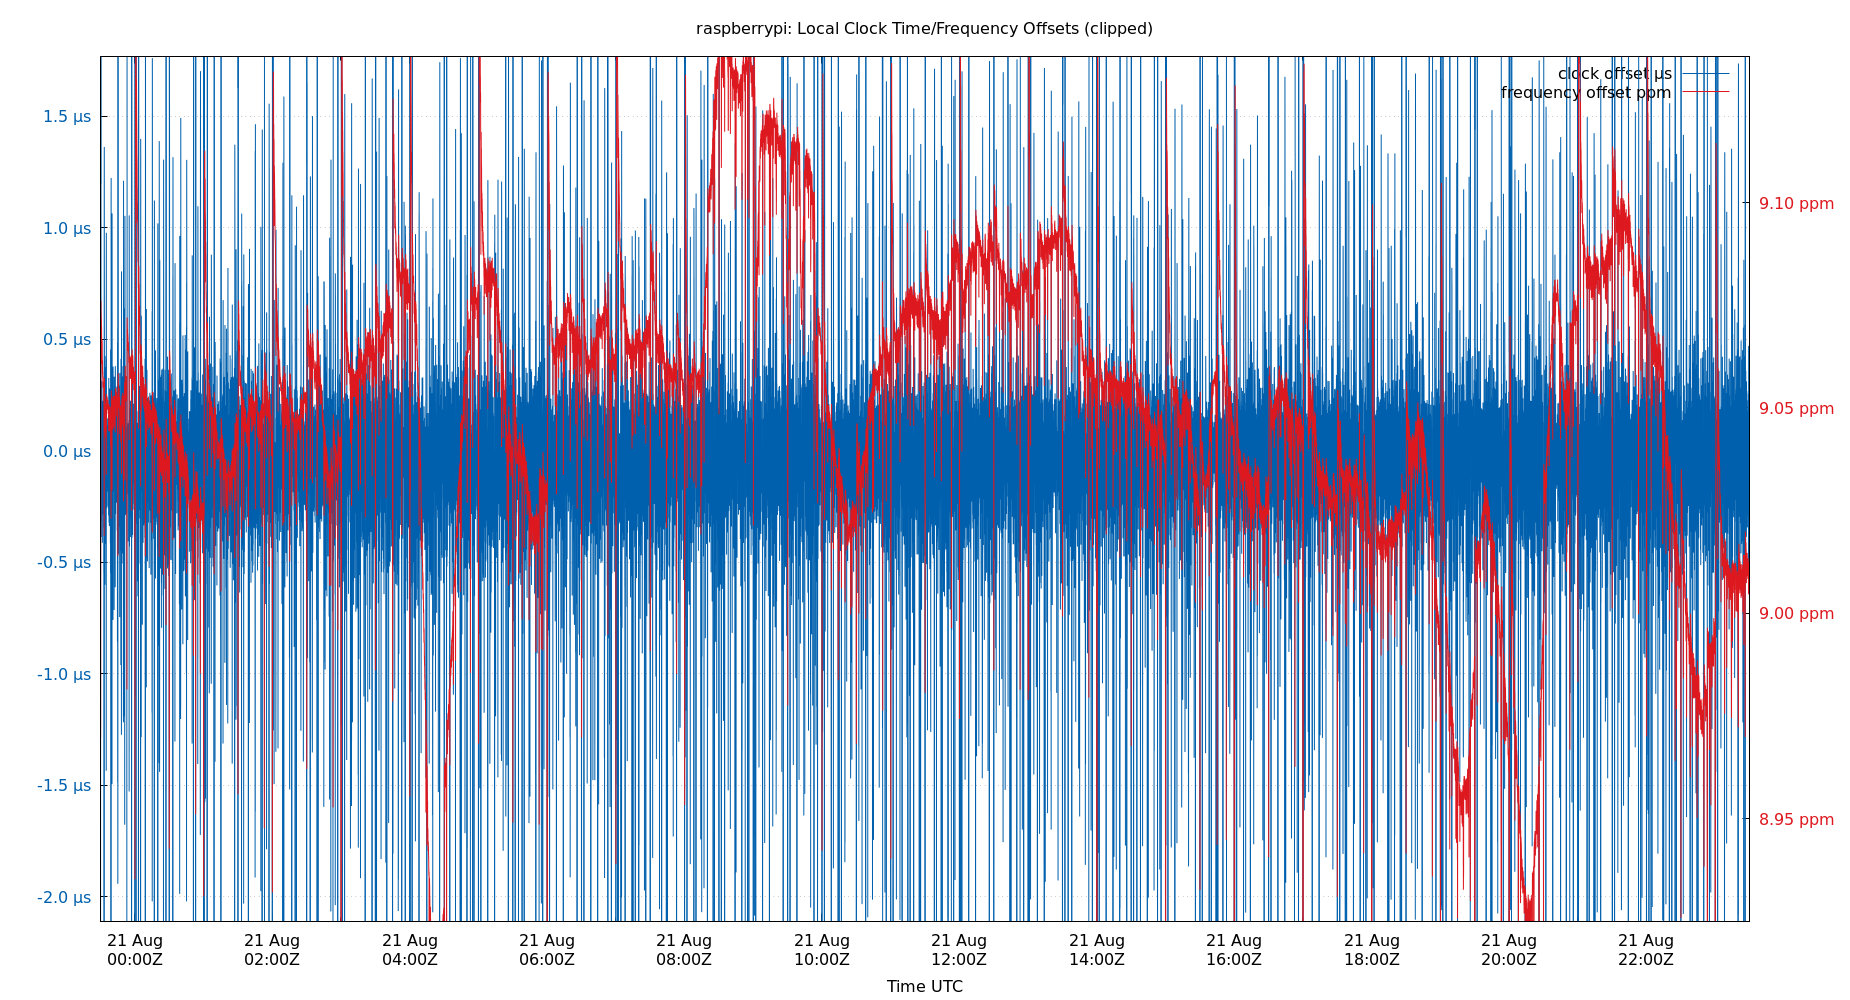 raspberrypi: Local Clock Time/Frequency Offsets (clipped)
clock offset µs
frequency offset ppm
1.5 µs
1.0 µs
0.5 µs
0.0 µs
-0.5 µs
-1.0 µs
-1.5 µs
-2.0 µs
9.10 ppm
9.05 ppm
9.00 ppm
8.95 ppm
21 Aug 21 Aug 21 Aug 21 Aug 21 Aug 21 Aug 21 Aug 21 Aug 21 Aug 21 Aug 21 Aug 21 Aug
00:00Z 02:00Z 04:00Z 06:00Z 08:00Z 10:00Z 12:00Z 14:00Z 16:00Z 18:00Z 20:00Z 22:00Z
Time UTC